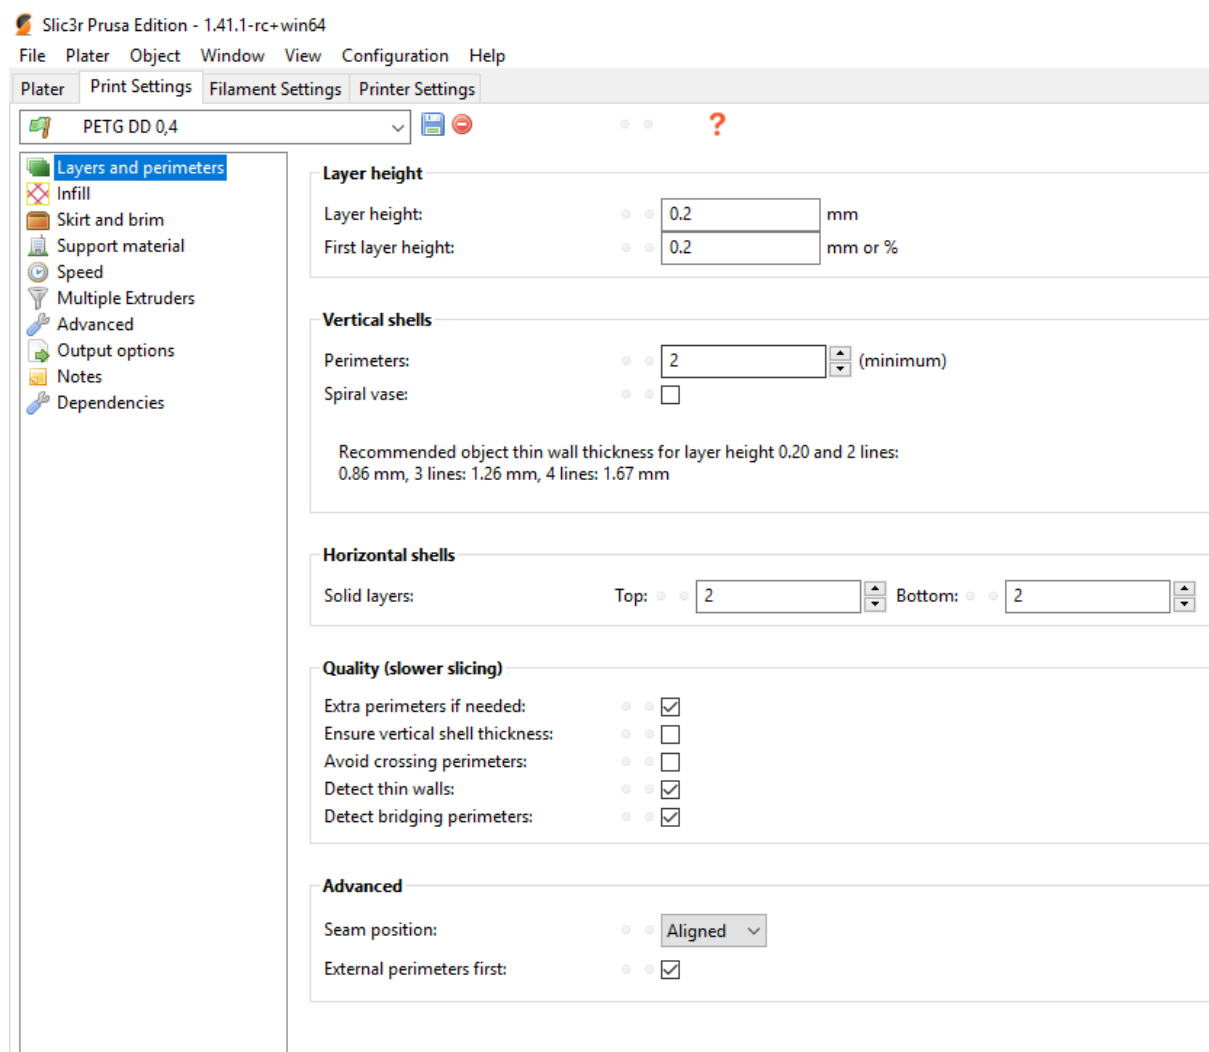 Slic3r Prusa Edition - 1.41.1-rc+win64
File Plater Object Window View Configuration Help
Plater Print Settings Filament Settings Printer Settings
PETG DD 0,4 ?
Layers and perimeters
Infill
Skirt and brim
Support material
Speed
Multiple Extruders
Advanced
Output options
Notes
Dependencies
Layer height
Layer height: 0.2 mm
First layer height: 0.2 mm or %
Vertical shells
Perimeters: 2 (minimum)
Spiral vase:
Recommended object thin wall thickness for layer height 0.20 and 2 lines:
0.86 mm, 3 lines: 1.26 mm, 4 lines: 1.67 mm
Horizontal shells
Solid layers: Top: 2 Bottom: 2
Quality (slower slicing)
Extra perimeters if needed:
Ensure vertical shell thickness:
Avoid crossing perimeters:
Detect thin walls:
Detect bridging perimeters:
Advanced
Seam position: Aligned
External perimeters first: